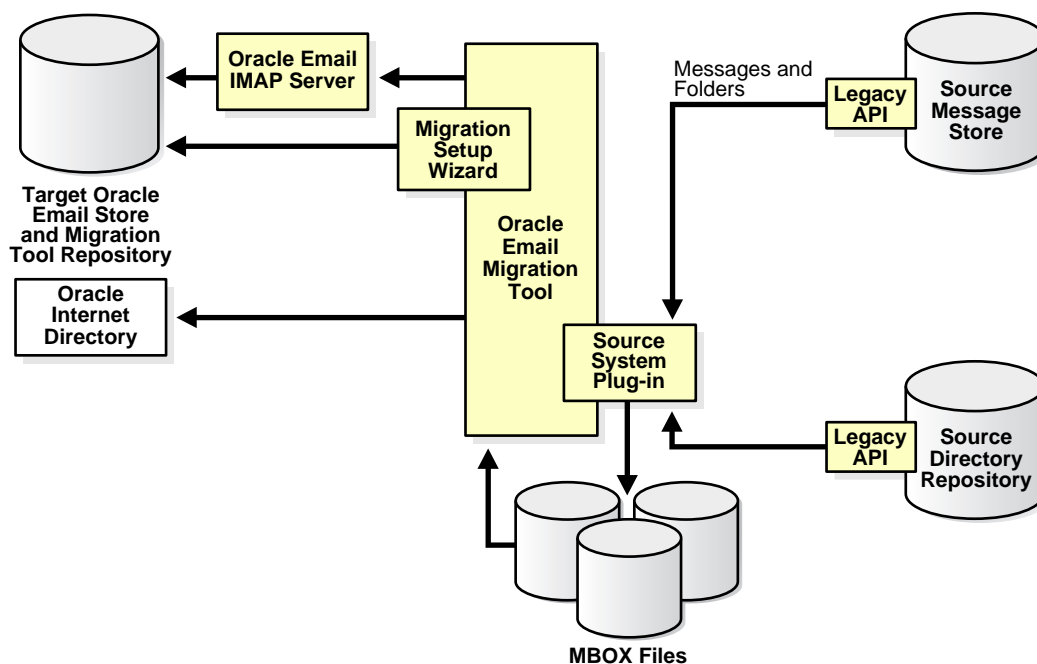 Oracle Email
IMAP Server
Messages and
Folders
Legacy
API
Source
Message
Store
Migration
Setup
Wizard
Target Oracle
Email Store
and Migration
Tool Repository
Oracle
Email
Migration
Tool
Oracle
Internet
Directory
Source
System
Plug-in
Legacy
API
Source
Directory
Repository
MBOX Files